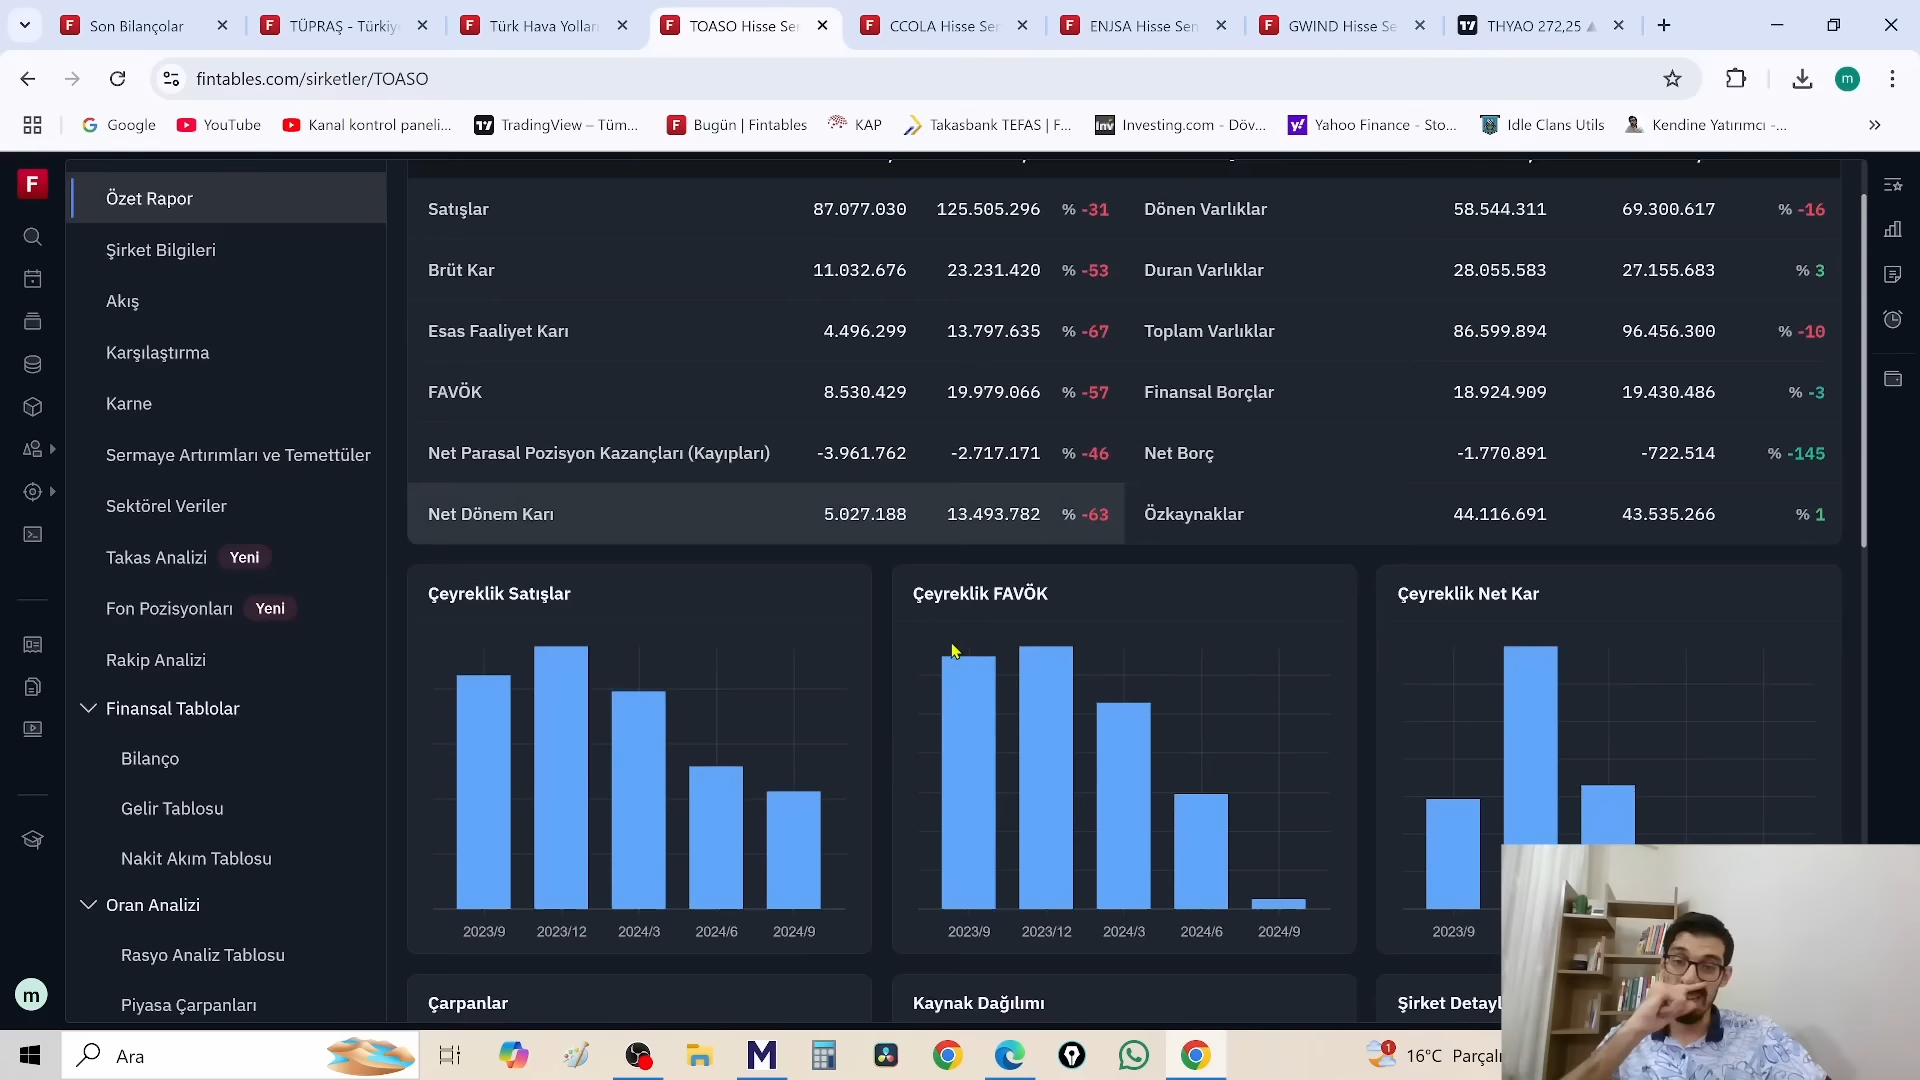 Son Bilançolar
TÜPRAŞ - Türkiye
Türk Hava Yolları
TOASO Hisse Sen
CCOLA Hisse Sen
ENJSA Hisse Sen
GWIND Hisse Se
THYAO 272,25
fintables.com/sirketler/TOASO
m
Google
YouTube
Kanal kontrol paneli...
TradingView – Tüm...
Bugün | Fintables
KAP
Takasbank TEFAS | F...
Investing.com - Döv...
Yahoo Finance - Sto...
Idle Clans Utils
Kendine Yatırımcı -...
F
Özet Rapor
Şirket Bilgileri
Akış
Karşılaştırma
Karne
Sermaye Artırımları ve Temettüler
Sektörel Veriler
Takas Analizi Yeni
Fon Pozisyonları Yeni
Rakip Analizi
Finansal Tablolar
Bilanço
Gelir Tablosu
Nakit Akım Tablosu
Oran Analizi
Rasyo Analiz Tablosu
Piyasa Çarpanları
m
Satışlar 87.077.030 125.505.296 % -31 Dönen Varlıklar 58.544.311 69.300.617 % -16
Brüt Kar 11.032.676 23.231.420 % -53 Duran Varlıklar 28.055.583 27.155.683 % 3
Esas Faaliyet Karı 4.496.299 13.797.635 % -67 Toplam Varlıklar 86.599.894 96.456.300 % -10
FAVÖK 8.530.429 19.979.066 % -57 Finansal Borçlar 18.924.909 19.430.486 % -3
Net Parasal Pozisyon Kazançları (Kayıpları) -3.961.762 -2.717.171 % -46 Net Borç -1.770.891 -722.514 % -145
Net Dönem Karı 5.027.188 13.493.782 % -63 Özkaynaklar 44.116.691 43.535.266 % 1
Çeyreklik Satışlar
2023/9 2023/12 2024/3 2024/6 2024/9
Çeyreklik FAVÖK
2023/9 2023/12 2024/3 2024/6 2024/9
Çeyreklik Net Kar
2023/9
Çarpanlar
Kaynak Dağılımı
Şirket Detayl
Ara
1
16°C Parçalı